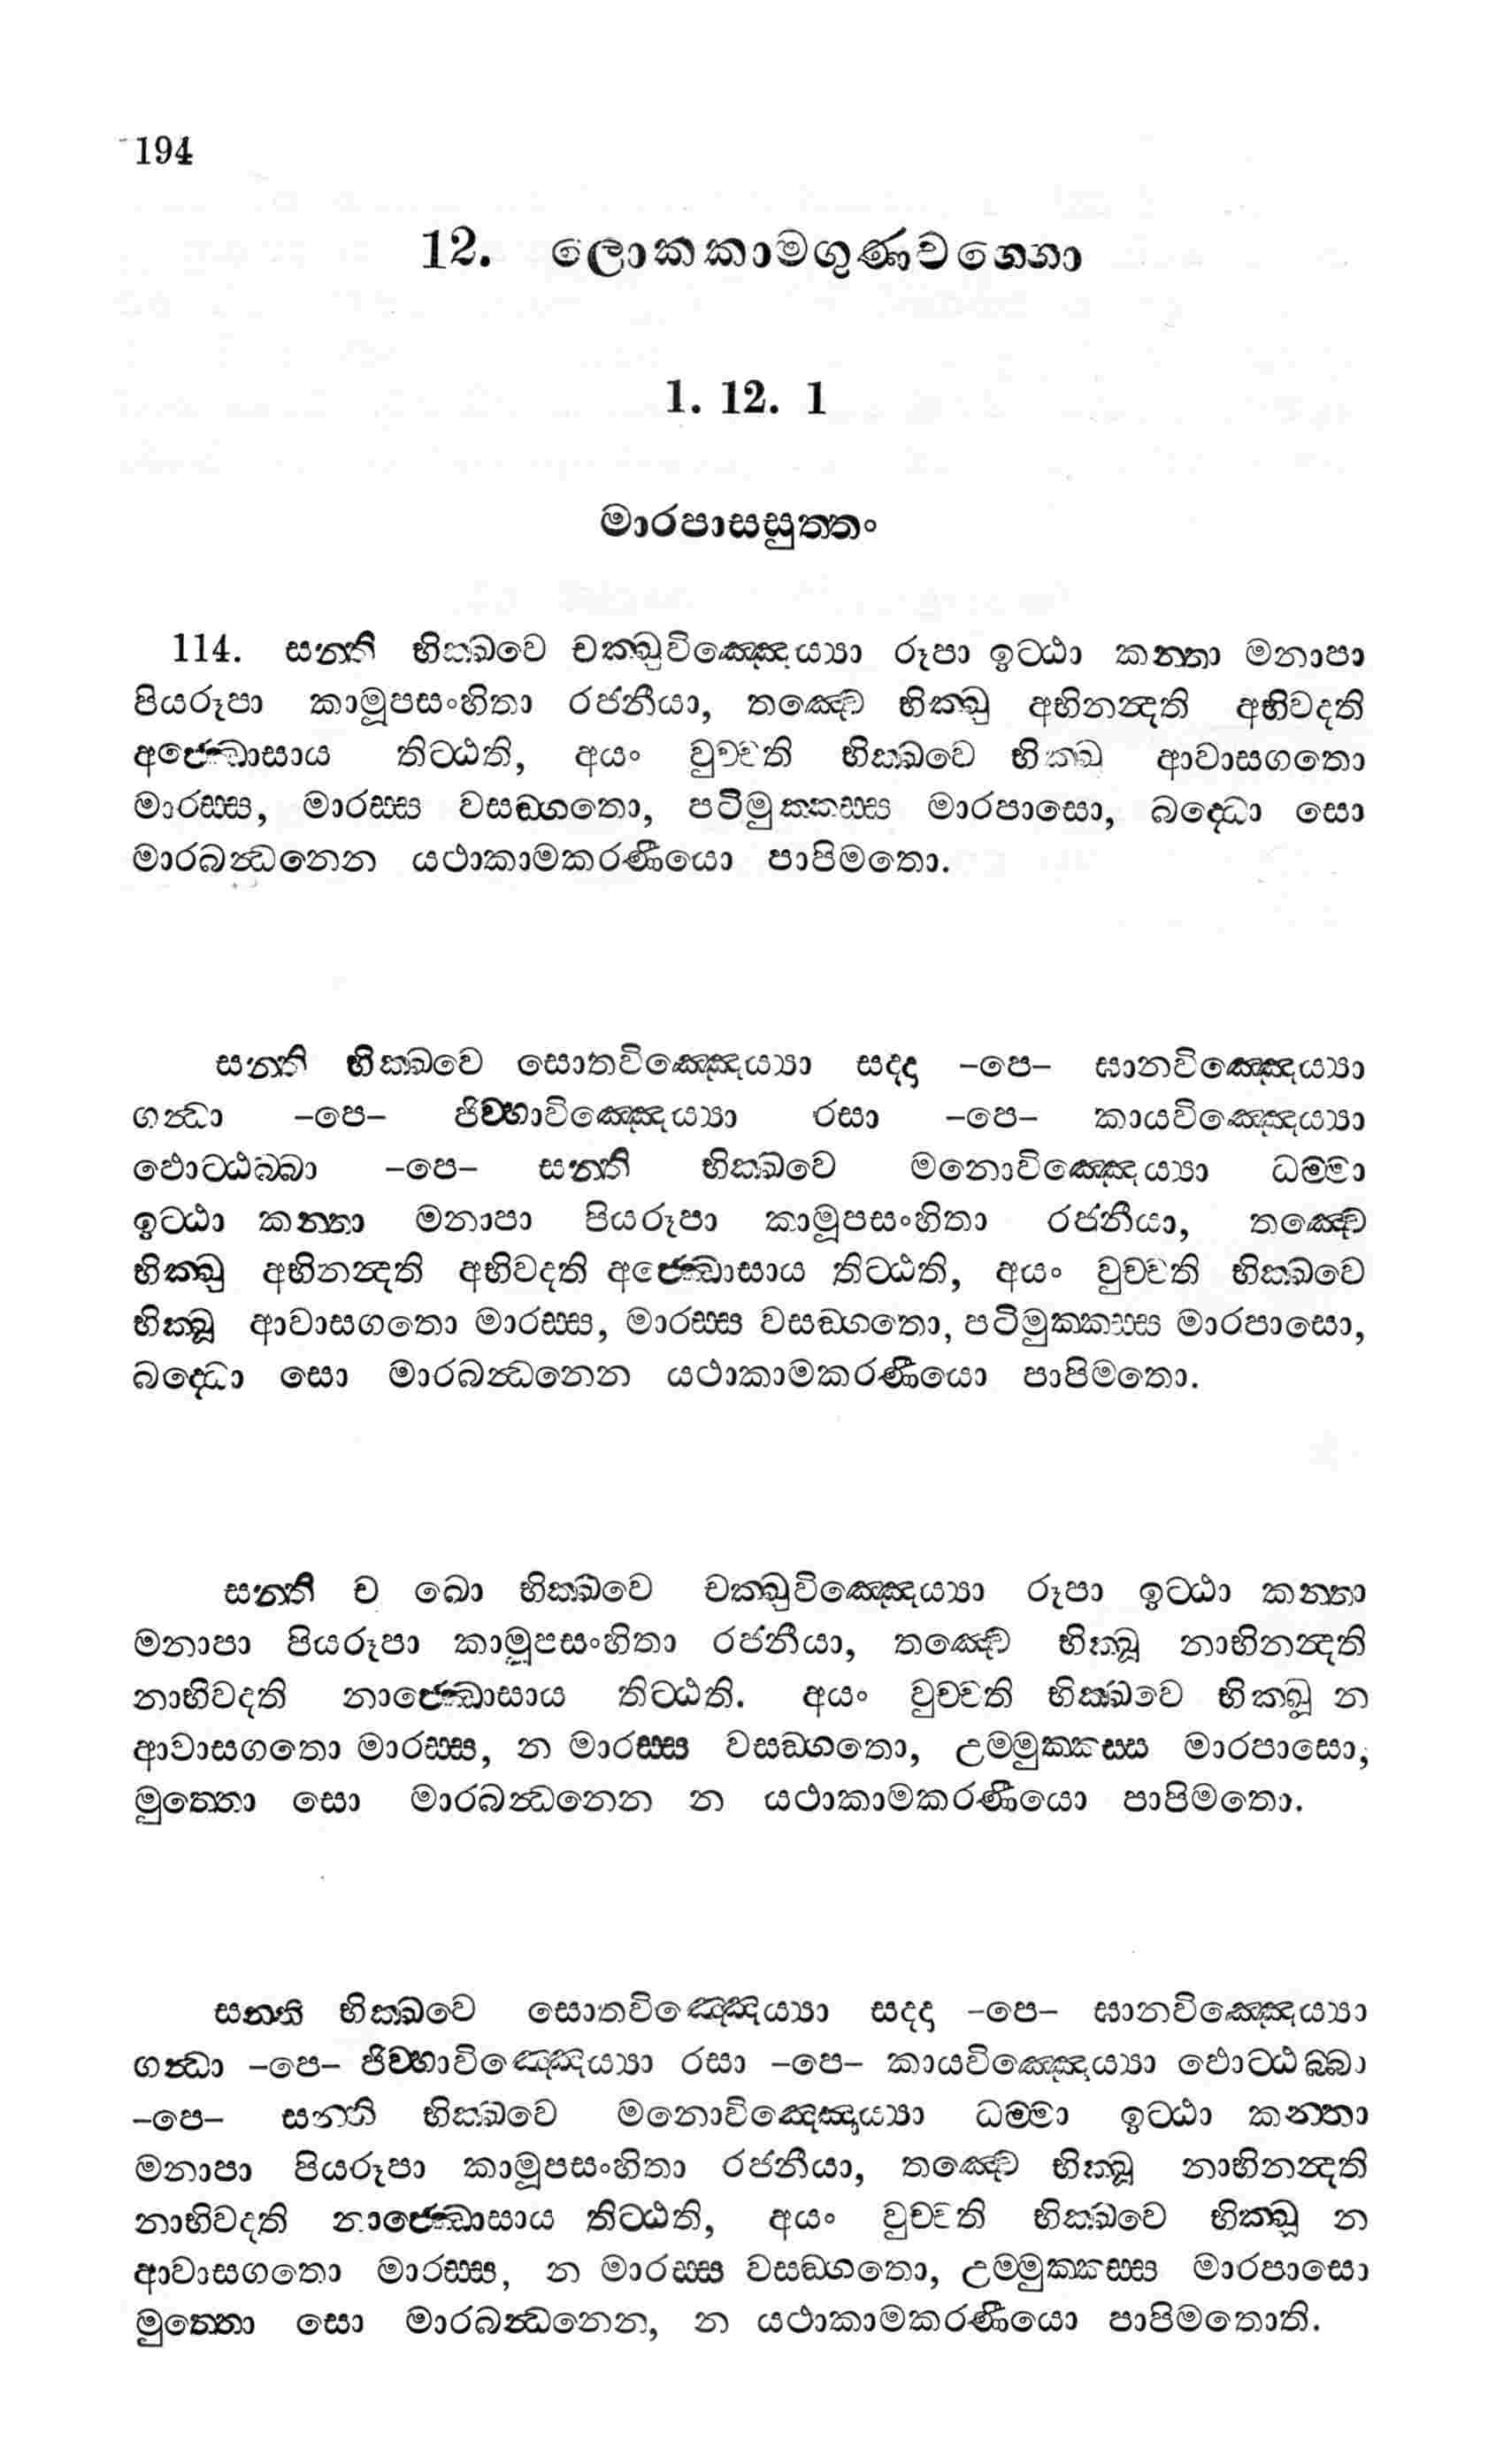 194
12. ලොකකාමගුණවග්ගො
1. 12. 1
මාරපාසසුත්තං
114. සන්ති භික්ඛවෙ චක්ඛුවිඤ්ඤෙය්‍යා රූපා ඉට්ඨා කන්තා මනාපා
පියරූපා කාමූපසංහිතා රජනීයා, තඤ්චෙ භික්ඛු අභිනන්දති අභිවදති
අජ්ඣොසාය තිට්ඨති, අයං වුච්චති භික්ඛවෙ භික්ඛු ආවාසගතො
මාරස්ස, මාරස්ස වසඞ්ගතො, පටිමුක්කස්ස මාරපාසො, බද්ධො සො
මාරබන්ධනෙන යථාකාමකරණීයො පාපිමතො.
සන්ති භික්ඛවෙ සොතවිඤ්ඤෙය්‍යා සද්දා –පෙ– ඝානවිඤ්ඤෙය්‍යා
ගන්ධා –පෙ– ජිව්හාවිඤ්ඤෙය්‍යා රසා –පෙ– කායවිඤ්ඤෙය්‍යා
ඵොට්ඨබ්බා –පෙ– සන්ති භික්ඛවෙ මනොවිඤ්ඤෙය්‍යා ධම්මා
ඉට්ඨා කන්තා මනාපා පියරූපා කාමූපසංහිතා රජනීයා, තඤ්චෙ
භික්ඛු අභිනන්දති අභිවදති අජ්ඣොසාය තිට්ඨති, අයං වුච්චති භික්ඛවෙ
භික්ඛූ ආවාසගතො මාරස්ස, මාරස්ස වසඞ්ගතො, පටිමුක්කස්ස මාරපාසො,
බද්ධො සො මාරබන්ධනෙන යථාකාමකරණීයො පාපිමතො.
සන්ති ච ඛො භික්ඛවෙ චක්ඛුවිඤ්ඤෙය්‍යා රූපා ඉට්ඨා කන්තා
මනාපා පියරූපා කාමූපසංහිතා රජනීයා, තඤ්චෙ භික්ඛූ නාභිනන්දති
නාභිවදති නාජ්ඣොසාය තිට්ඨති. අයං වුච්චති භික්ඛවෙ භික්ඛූ න
ආවාසගතො මාරස්ස, න මාරස්ස වසඞ්ගතො, උම්මුක්කස්ස මාරපාසො,
මුත්තො සො මාරබන්ධනෙන න යථාකාමකරණීයො පාපිමතො.
සන්ති භික්ඛවෙ සොතවිඤ්ඤෙය්‍යා සද්දා –පෙ– ඝානවිඤ්ඤෙය්‍යා
ගන්ධා –පෙ– ජිව්හාවිඤ්ඤෙය්‍යා රසා –පෙ– කායවිඤ්ඤෙය්‍යා ඵොට්ඨබ්බා
–පෙ– සන්ති භික්ඛවෙ මනොවිඤ්ඤෙය්‍යා ධම්මා ඉට්ඨා කන්තා
මනාපා පියරූපා කාමූපසංහිතා රජනීයා, තඤ්චෙ භික්ඛූ නාභිනන්දති
නාභිවදති නාජ්ඣොසාය තිට්ඨති, අයං වුච්චති භික්ඛවෙ භික්ඛූ න
ආවාසගතො මාරස්ස, න මාරස්ස වසඞ්ගතො, උම්මුක්කස්ස මාරපාසො
මුත්තො සො මාරබන්ධනෙන, න යථාකාමකරණීයො පාපිමතොති.